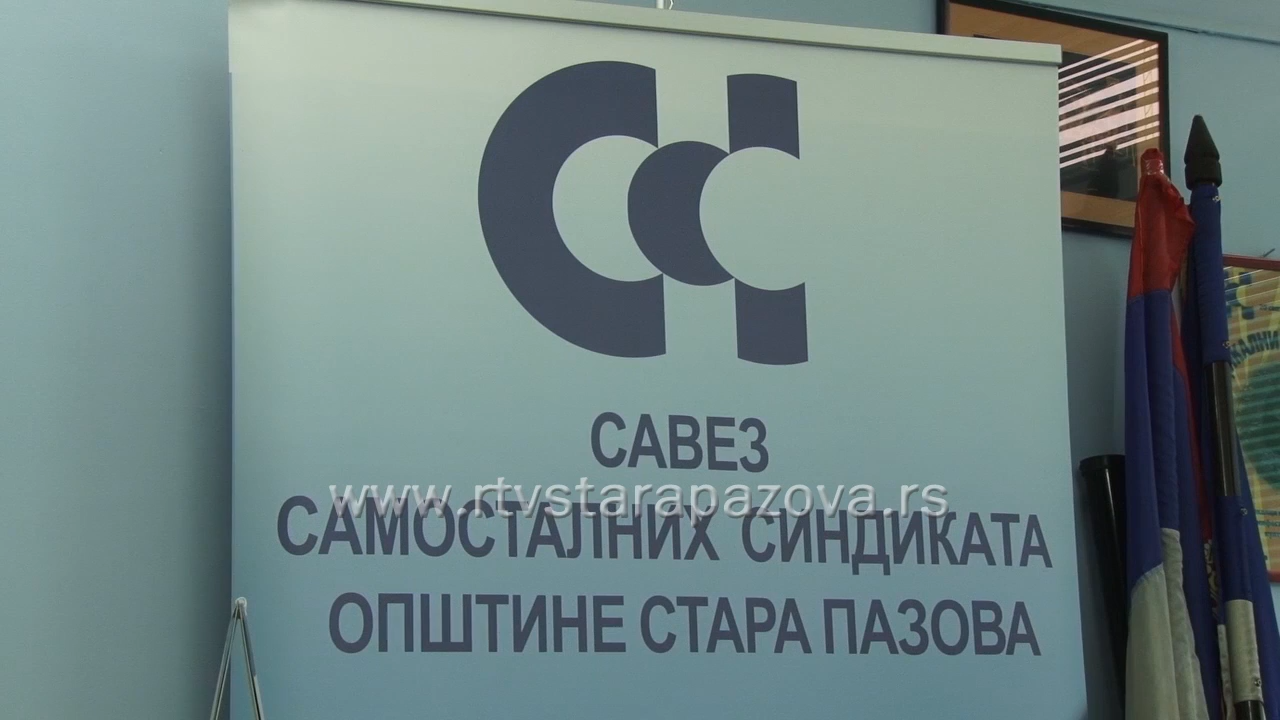 САВЕЗ
www.rtvstarapazova.rs
САМОСТАЛНИХ СИНДИКАТА
ОПШТИНЕ СТАРА ПАЗОВА